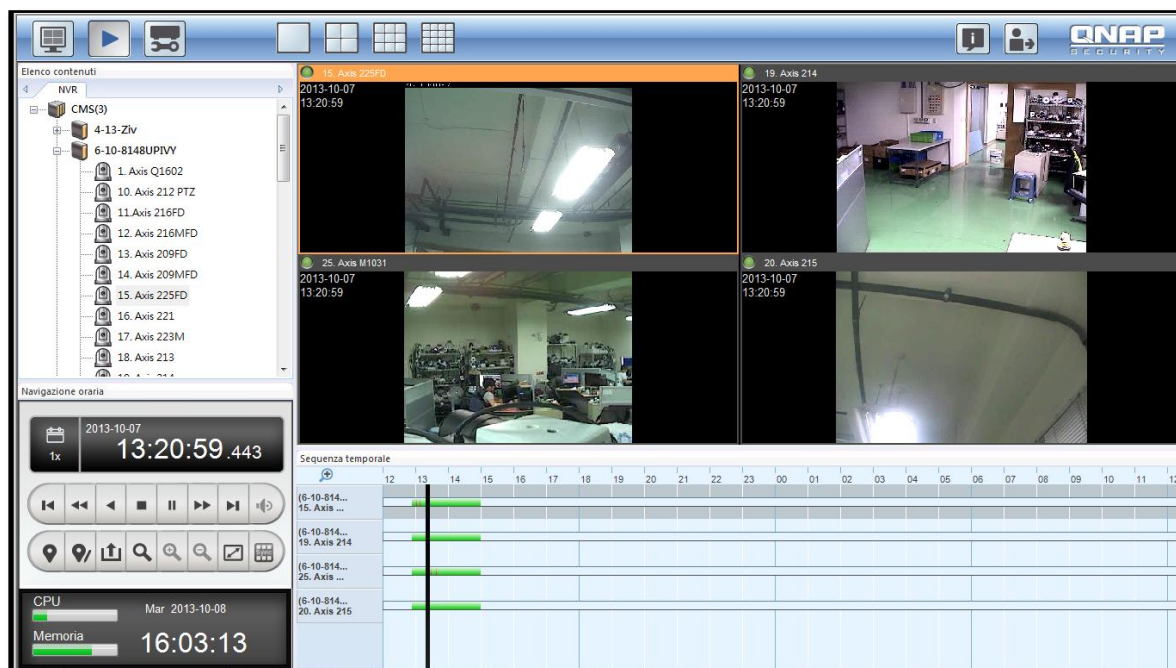 QNAP
SECURITY
Elenco contenuti
NVR
CMS(3)
4-13-Ziv
6-10-8148UPIVY
1. Axis Q1602
10. Axis 212 PTZ
11.Axis 216FD
12. Axis 216MFD
13. Axis 209FD
14. Axis 209MFD
15. Axis 225FD
16. Axis 221
17. Axis 223M
18. Axis 213
15. Axis 225FD
2013-10-07
13:20:59
19. Axis 214
2013-10-07
13:20:59
25. Axis M1031
2013-10-07
13:20:59
20. Axis 215
2013-10-07
13:20:59
Navigazione oraria
1x
2013-10-07
13:20:59.443
CPU
Mar 2013-10-08
Memoria
16:03:13
Sequenza temporale
12 13 14 15 16 17 18 19 20 21 22 23 00 01 02 03 04 05 06 07 08 09 10 11 12
(6-10-814...
15. Axis ...
(6-10-814...
19. Axis 214
(6-10-814...
25. Axis ...
(6-10-814...
20. Axis 215